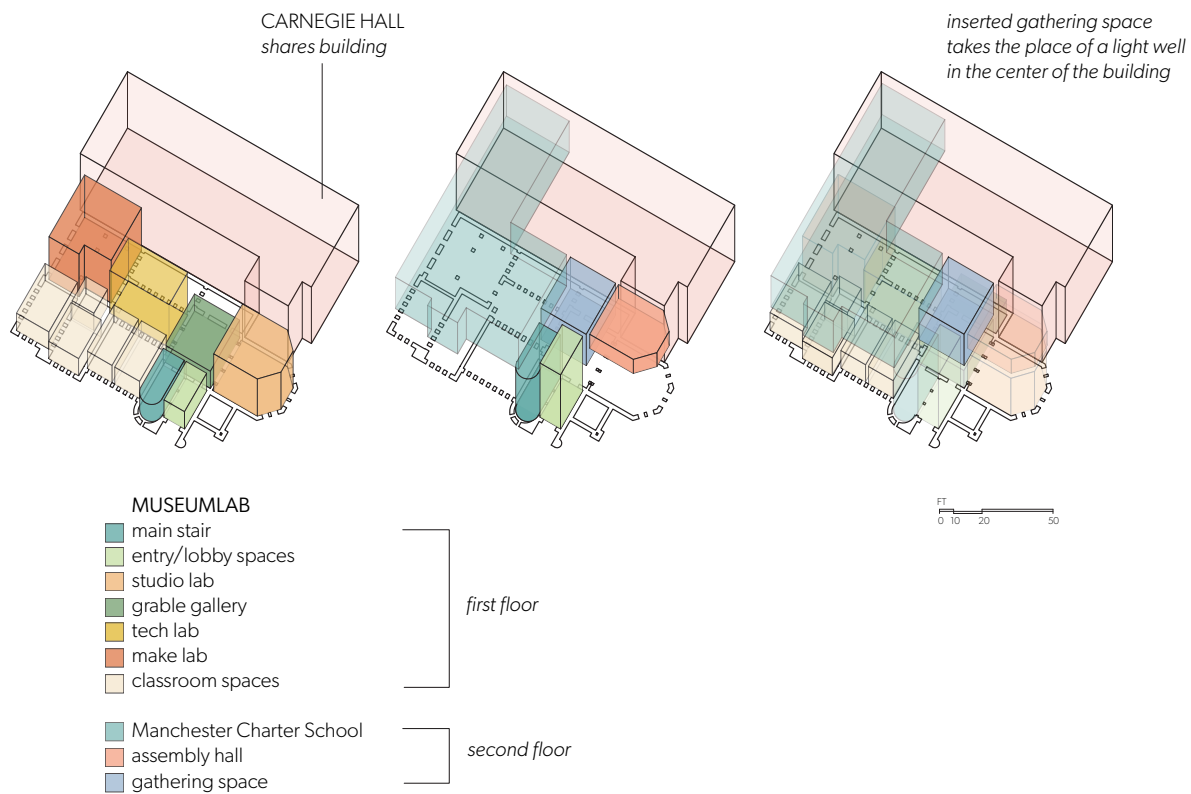 CARNEGIE HALL
shares building
inserted gathering space
takes the place of a light well
in the center of the building
MUSEUMLAB
main stair
entry/lobby spaces
studio lab
grable gallery
tech lab
make lab
classroom spaces
first floor
Manchester Charter School
assembly hall
gathering space
second floor
FT
0 10 20 50